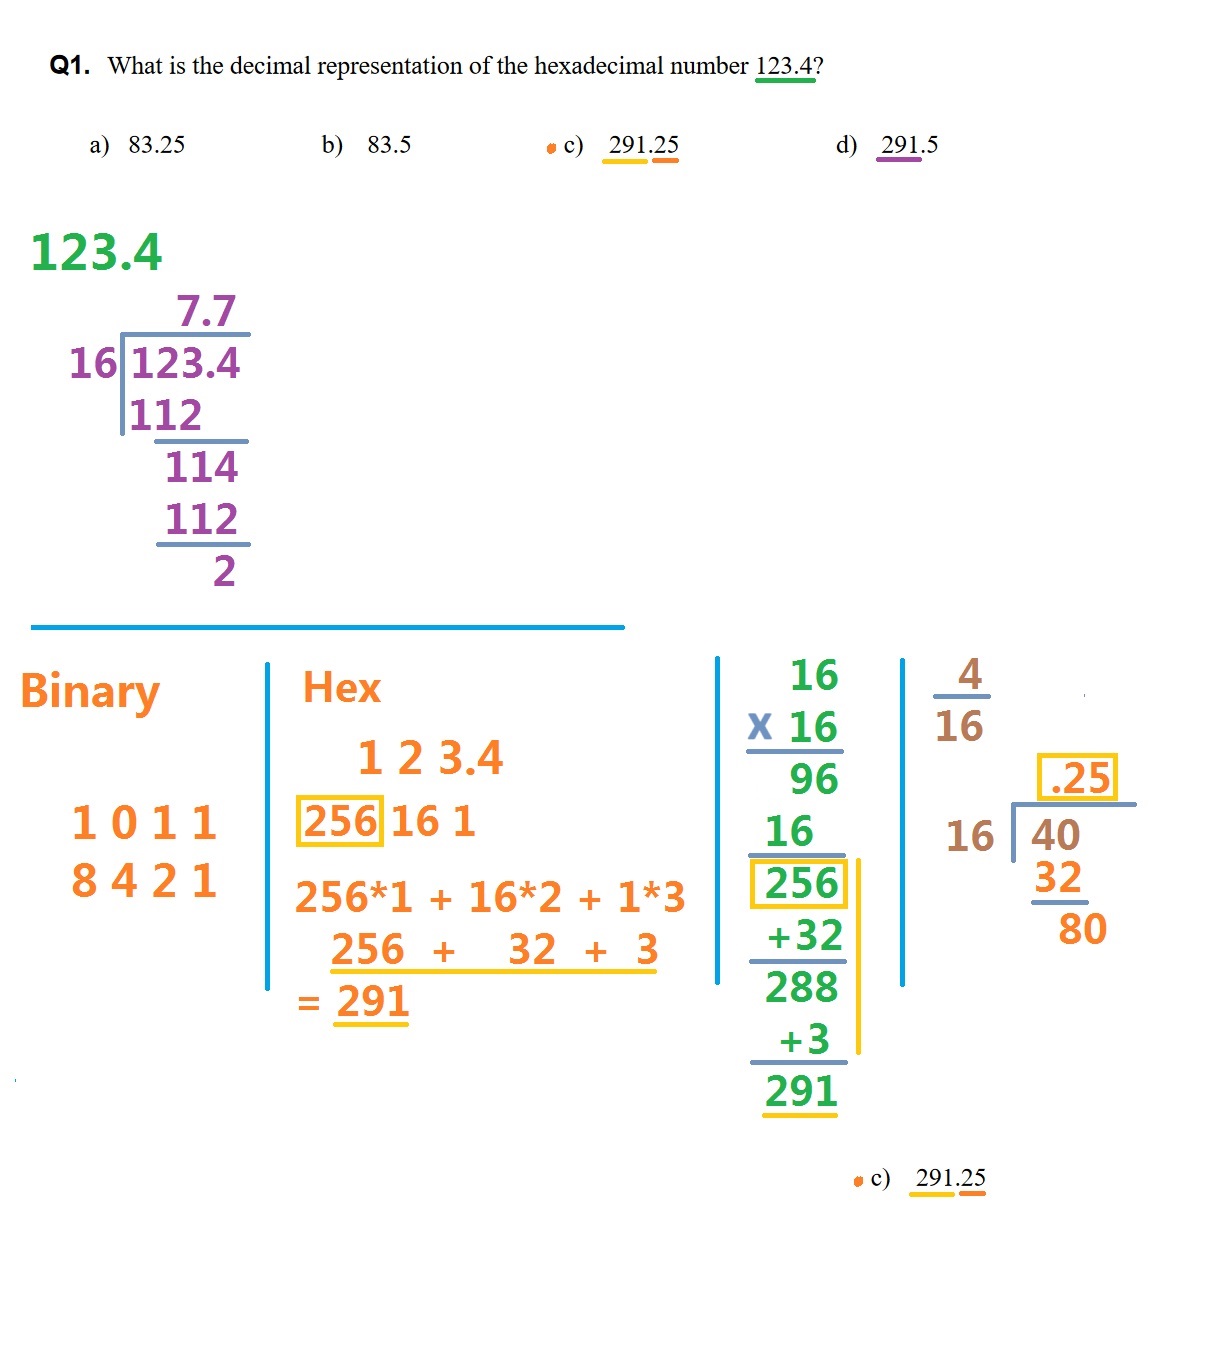 Q1. What is the decimal representation of the hexadecimal number 123.4?
a) 83.25 b) 83.5 c) 291.25 d) 291.5
123.4
7.7
16 123.4
112
114
112
2
Binary
1 0 1 1
8 4 2 1
Hex
1 2 3.4
256 16 1
256*1 + 16*2 + 1*3
256 + 32 + 3
= 291
16
x 16
96
16
256
+32
288
+3
291
4
16
.25
16 40
32
80
c) 291.25